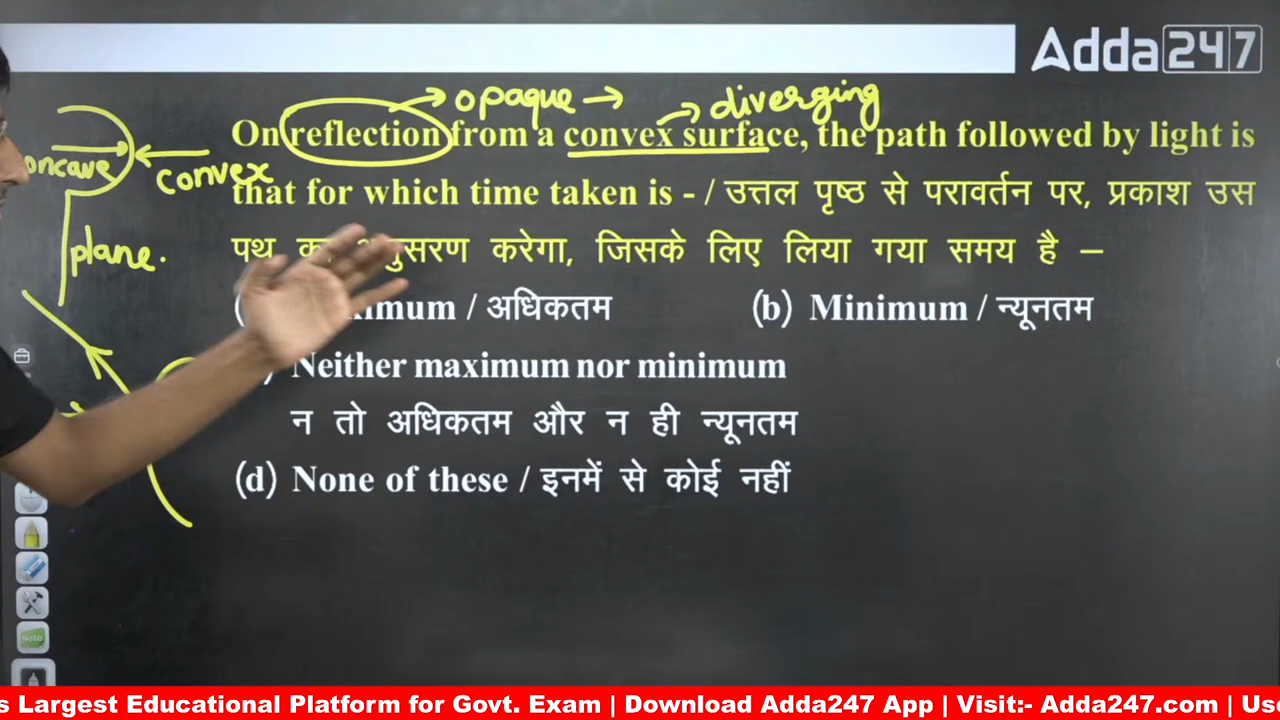 Adda247
opaque → diverging
On reflection from a convex surface, the path followed by light is
convex
that for which time taken is - / उत्तल पृष्ठ से परावर्तन पर, प्रकाश उस
plane.
पथ करेगा, जिसके लिए लिया गया समय है –
/ अधिकतम (b) Minimum / न्यूनतम
Neither maximum nor minimum
न तो अधिकतम और न ही न्यूनतम
(d) None of these / इनमें से कोई नहीं
Note
s Largest Educational Platform for Govt. Exam | Download Adda247 App | Visit:- Adda247.com | Use